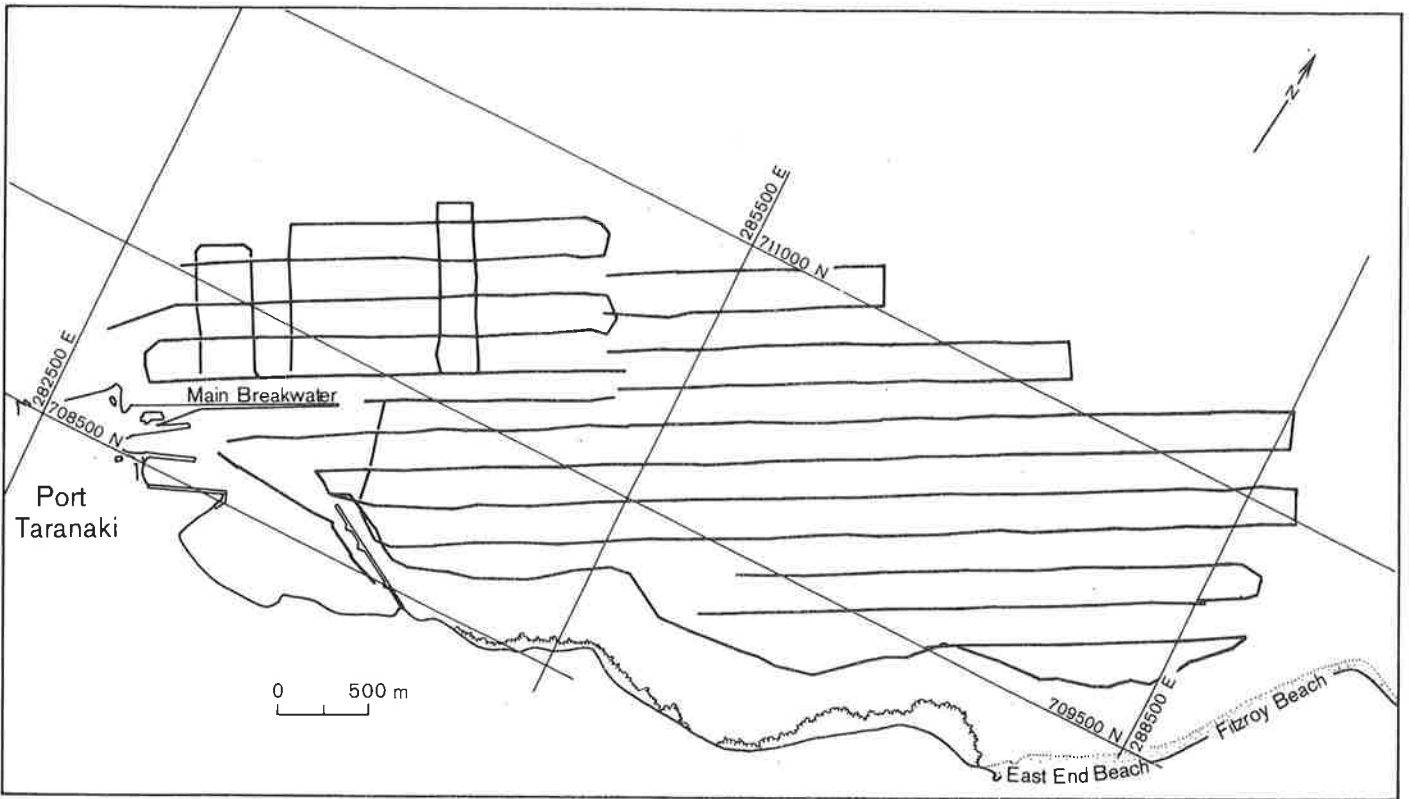 N
285500 E
711000 N
282500 E
708500 N
Main Breakwater
Port
Taranaki
0 500 m
709500 N
288500 E
Fitzroy Beach
East End Beach